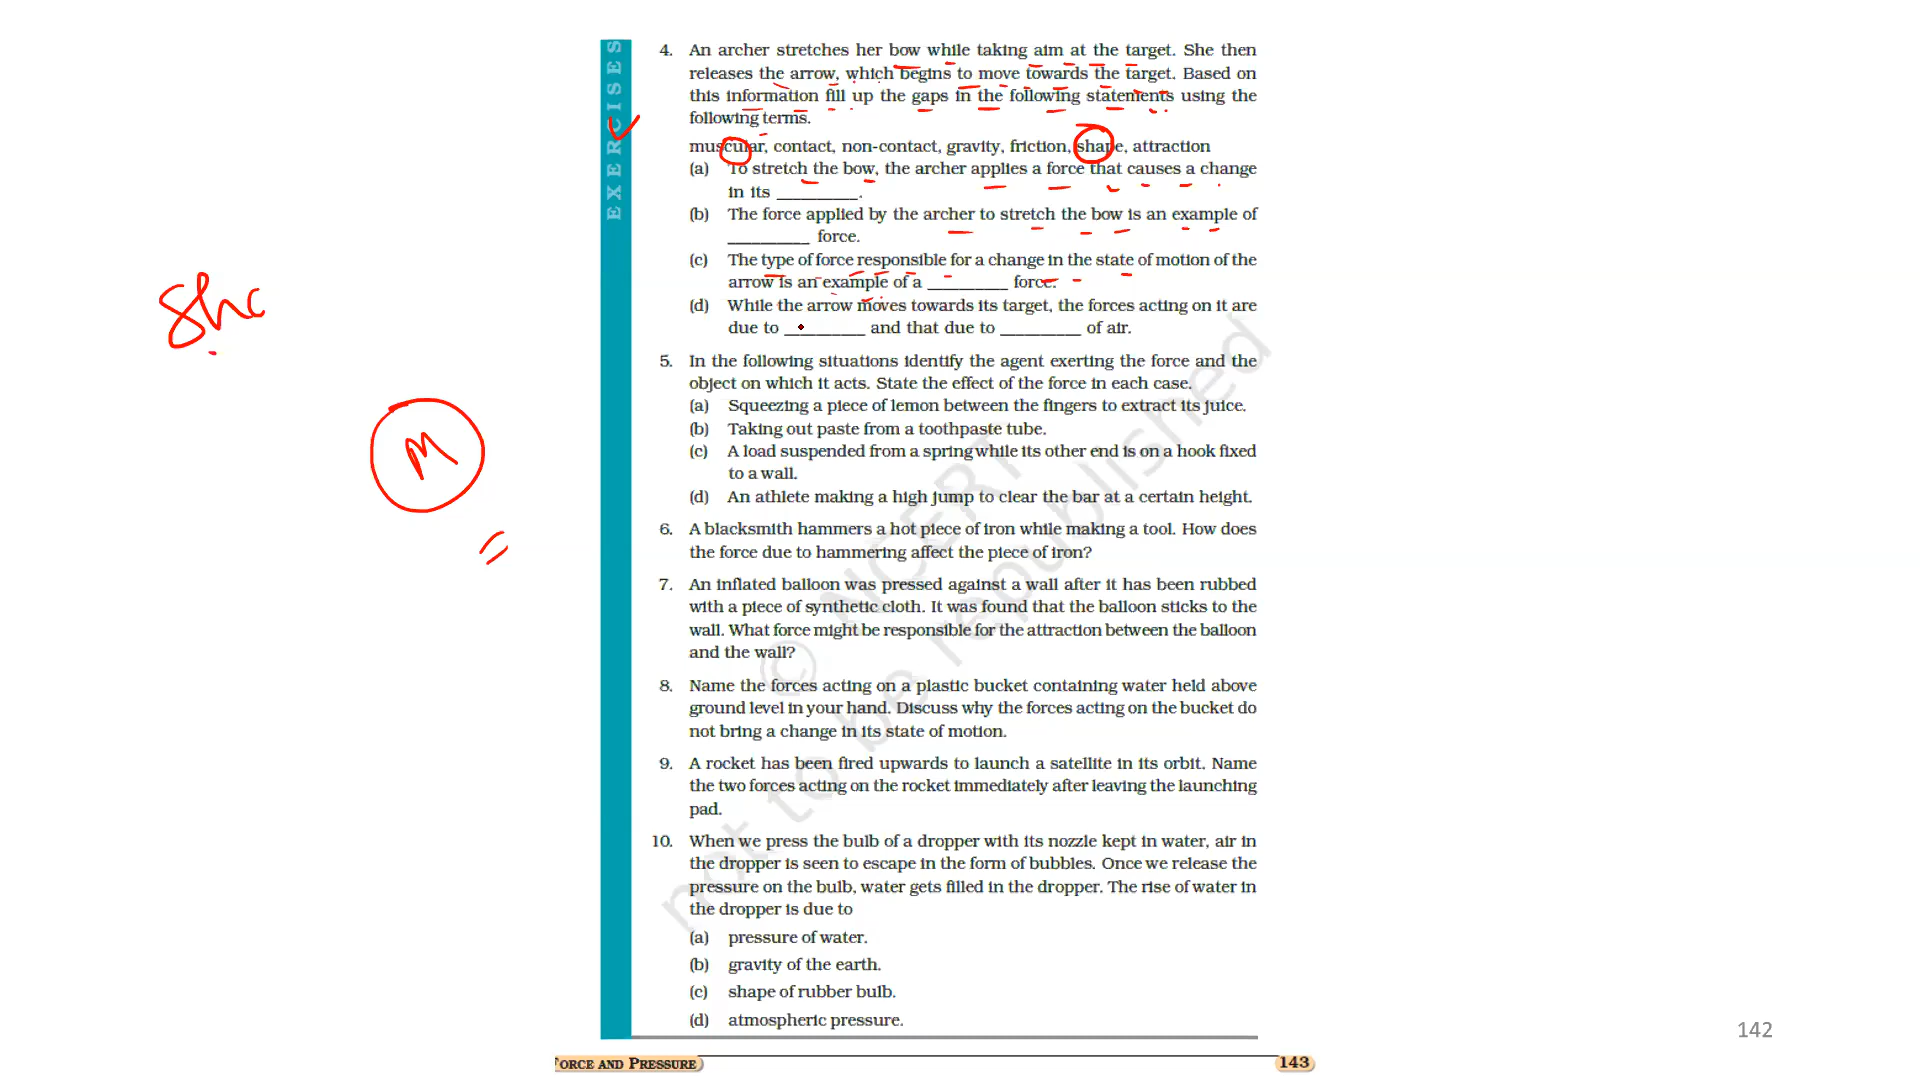 EXERCISES
4. An archer stretches her bow while taking aim at the target. She then
releases the arrow, which begins to move towards the target. Based on
this information fill up the gaps in the following statements using the
following terms.
muscular, contact, non-contact, gravity, friction, shape, attraction
(a) To stretch the bow, the archer applies a force that causes a change
in its __________.
(b) The force applied by the archer to stretch the bow is an example of
__________ force.
(c) The type of force responsible for a change in the state of motion of the
arrow is an example of a __________ force.
(d) While the arrow moves towards its target, the forces acting on it are
due to __________ and that due to __________ of air.
5. In the following situations identify the agent exerting the force and the
object on which it acts. State the effect of the force in each case.
(a) Squeezing a piece of lemon between the fingers to extract its juice.
(b) Taking out paste from a toothpaste tube.
(c) A load suspended from a spring while its other end is on a hook fixed
to a wall.
(d) An athlete making a high jump to clear the bar at a certain height.
6. A blacksmith hammers a hot piece of iron while making a tool. How does
the force due to hammering affect the piece of iron?
7. An inflated balloon was pressed against a wall after it has been rubbed
with a piece of synthetic cloth. It was found that the balloon sticks to the
wall. What force might be responsible for the attraction between the balloon
and the wall?
8. Name the forces acting on a plastic bucket containing water held above
ground level in your hand. Discuss why the forces acting on the bucket do
not bring a change in its state of motion.
9. A rocket has been fired upwards to launch a satellite in its orbit. Name
the two forces acting on the rocket immediately after leaving the launching
pad.
10. When we press the bulb of a dropper with its nozzle kept in water, air in
the dropper is seen to escape in the form of bubbles. Once we release the
pressure on the bulb, water gets filled in the dropper. The rise of water in
the dropper is due to
(a) pressure of water.
(b) gravity of the earth.
(c) shape of rubber bulb.
(d) atmospheric pressure.
© NCERT
not to be republished
Sha
M
=
ORCE AND PRESSURE
143
142